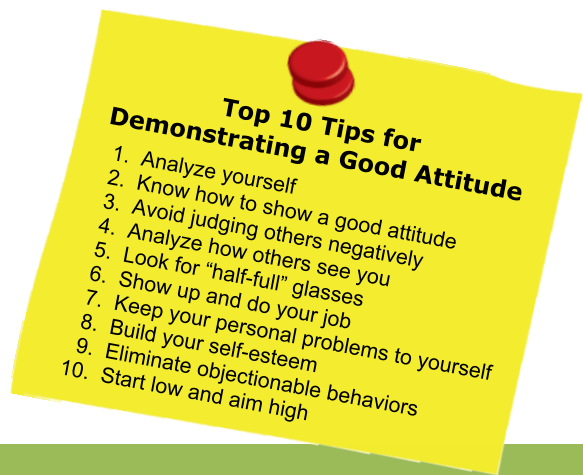 Top 10 Tips for
Demonstrating a Good Attitude
1. Analyze yourself
2. Know how to show a good attitude
3. Avoid judging others negatively
4. Analyze how others see you
5. Look for “half-full” glasses
6. Show up and do your job
7. Keep your personal problems to yourself
8. Build your self-esteem
9. Eliminate objectionable behaviors
10. Start low and aim high